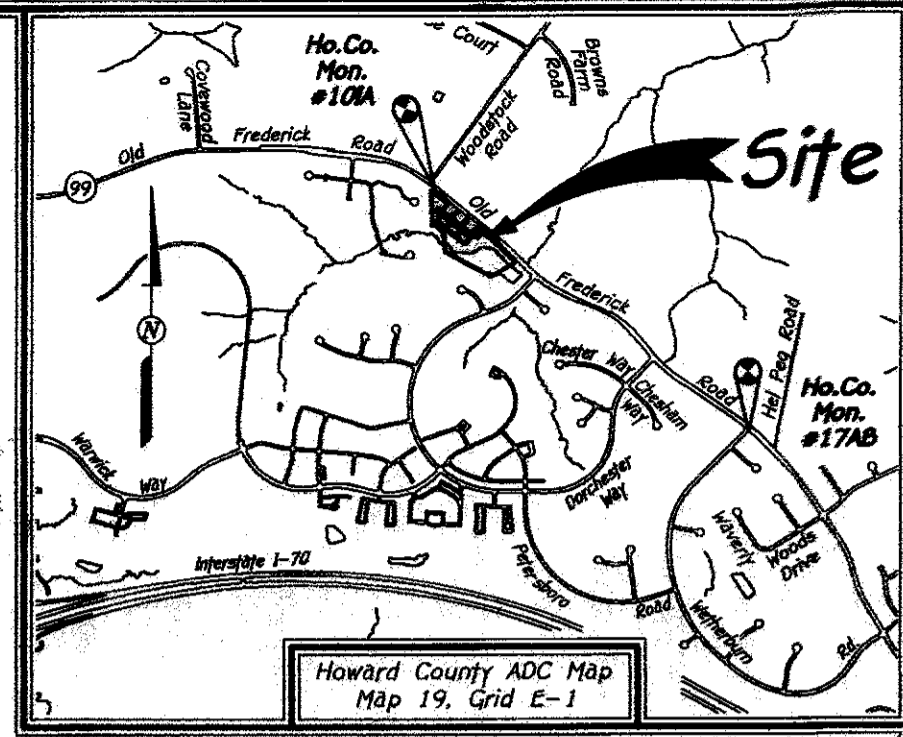 Court
Ho.Co.
Mon.
#101A
Browns
Farm
Road
Covewood
Lane
Woodstock
Road
Old Frederick Road
Site
99
Old
Frederick
N
Hel Peg Road
Chester Way
Road
Ho.Co.
Mon.
#17AB
Chesham
Way
Warwick
Way
Dorchester
Way
Waverly
Woods
Drive
Interstate I-70
Petersboro
Road
Wetherburn
Rd.
Howard County ADC Map
Map 19, Grid E-1